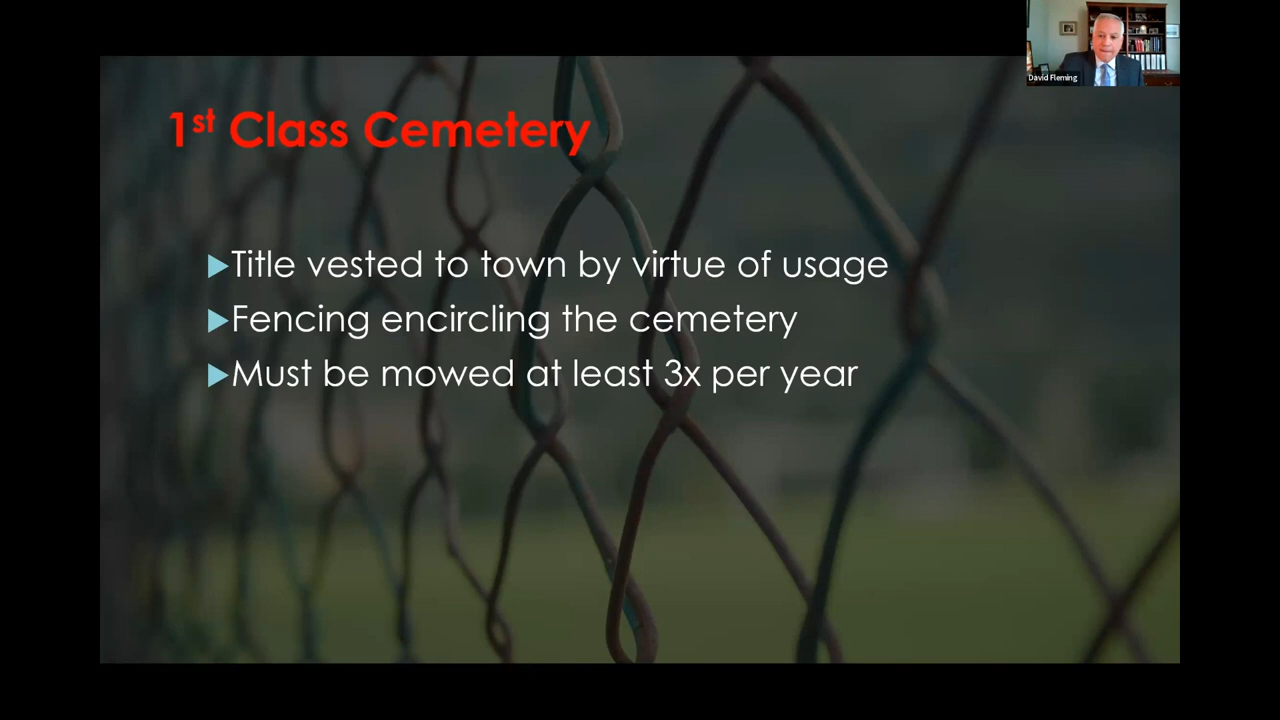 David Fleming
1st Class Cemetery
▶Title vested to town by virtue of usage
▶Fencing encircling the cemetery
▶Must be mowed at least 3x per year